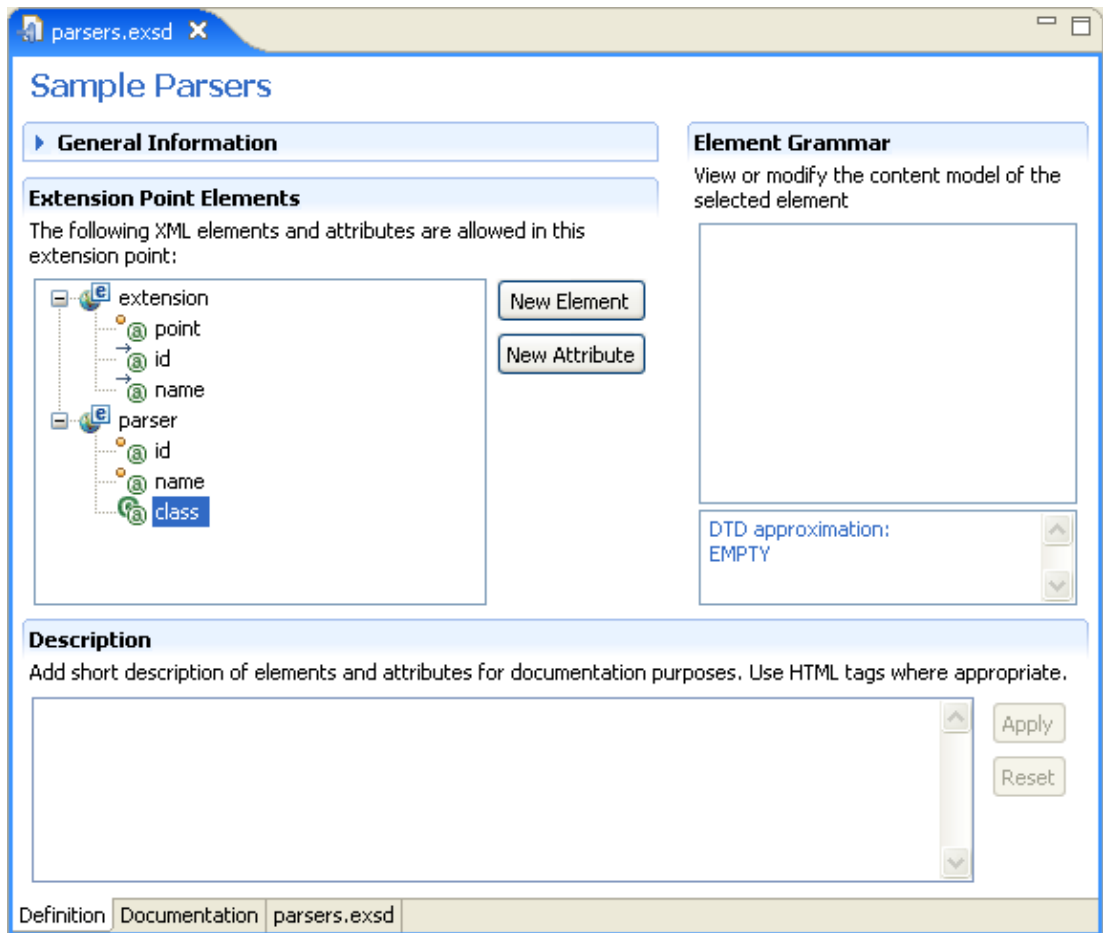 parsers.exsd
Sample Parsers
General Information
Extension Point Elements
The following XML elements and attributes are allowed in this
extension point:
extension
point
id
name
parser
id
name
class
New Element
New Attribute
Element Grammar
View or modify the content model of the
selected element
DTD approximation:
EMPTY
Description
Add short description of elements and attributes for documentation purposes. Use HTML tags where appropriate.
Apply
Reset
Definition Documentation parsers.exsd